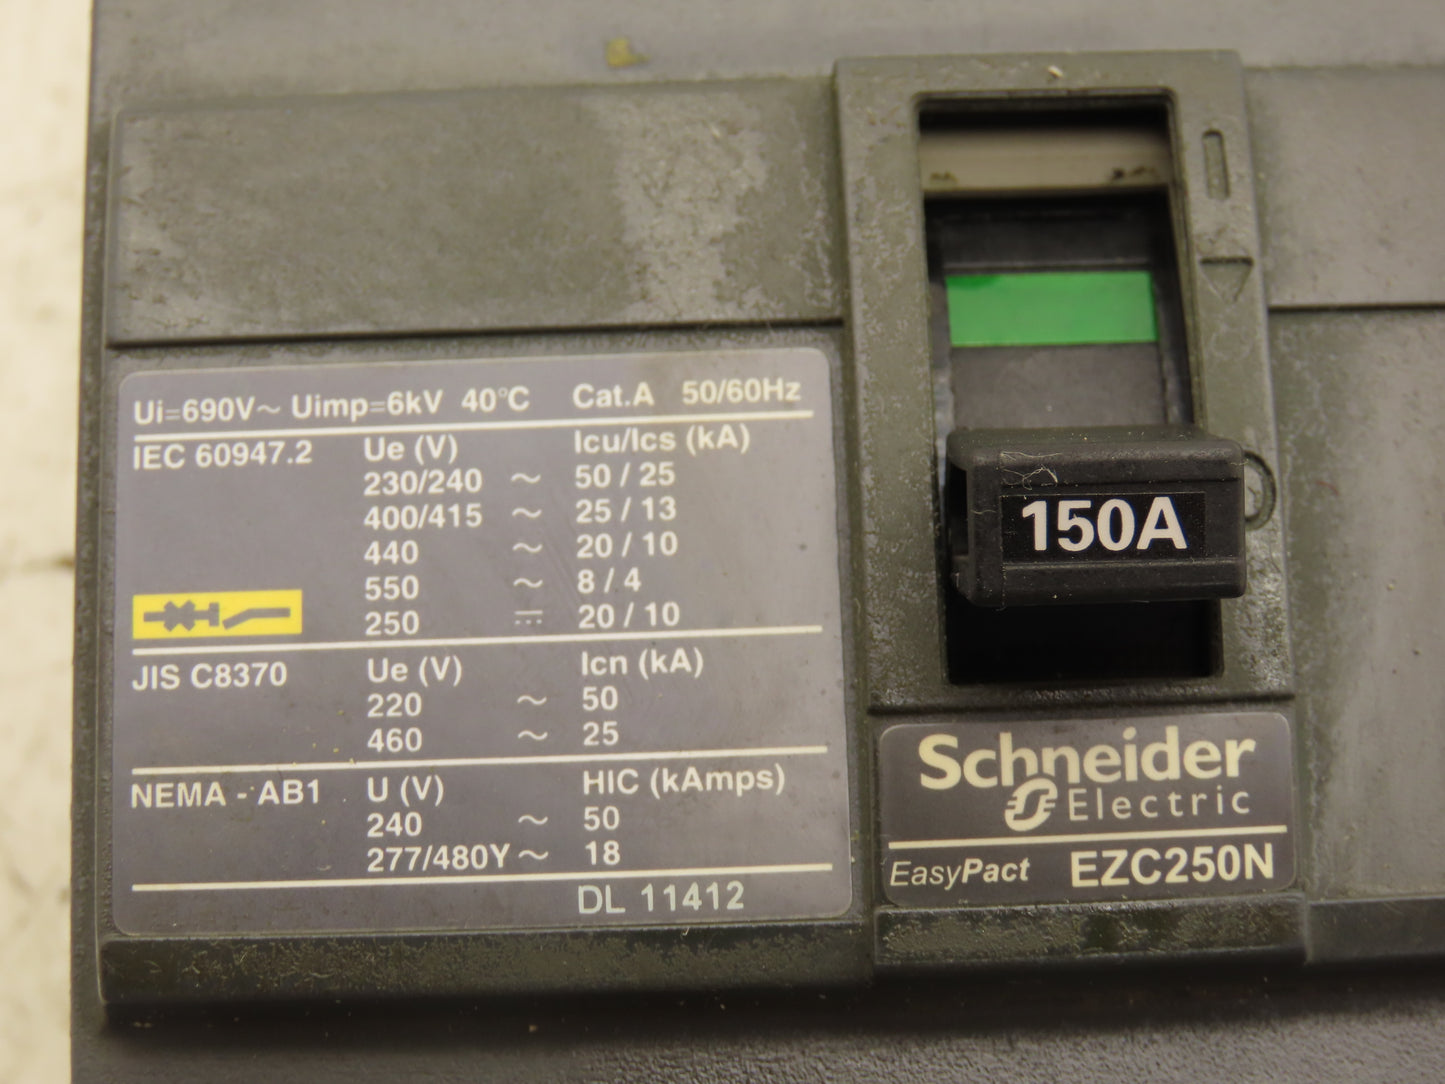 Ui=690V~ Uimp=6kV 40°C Cat.A 50/60Hz
IEC 60947.2 Ue (V) Icu/Ics (kA)
230/240 ~ 50 / 25
400/415 ~ 25 / 13
440 ~ 20 / 10
550 ~ 8 / 4
250 ⎓ 20 / 10
JIS C8370 Ue (V) Icn (kA)
220 ~ 50
460 ~ 25
NEMA - AB1 U (V) HIC (kAmps)
240 ~ 50
277/480Y ~ 18
DL 11412
150A
Schneider
Electric
EasyPact EZC250N